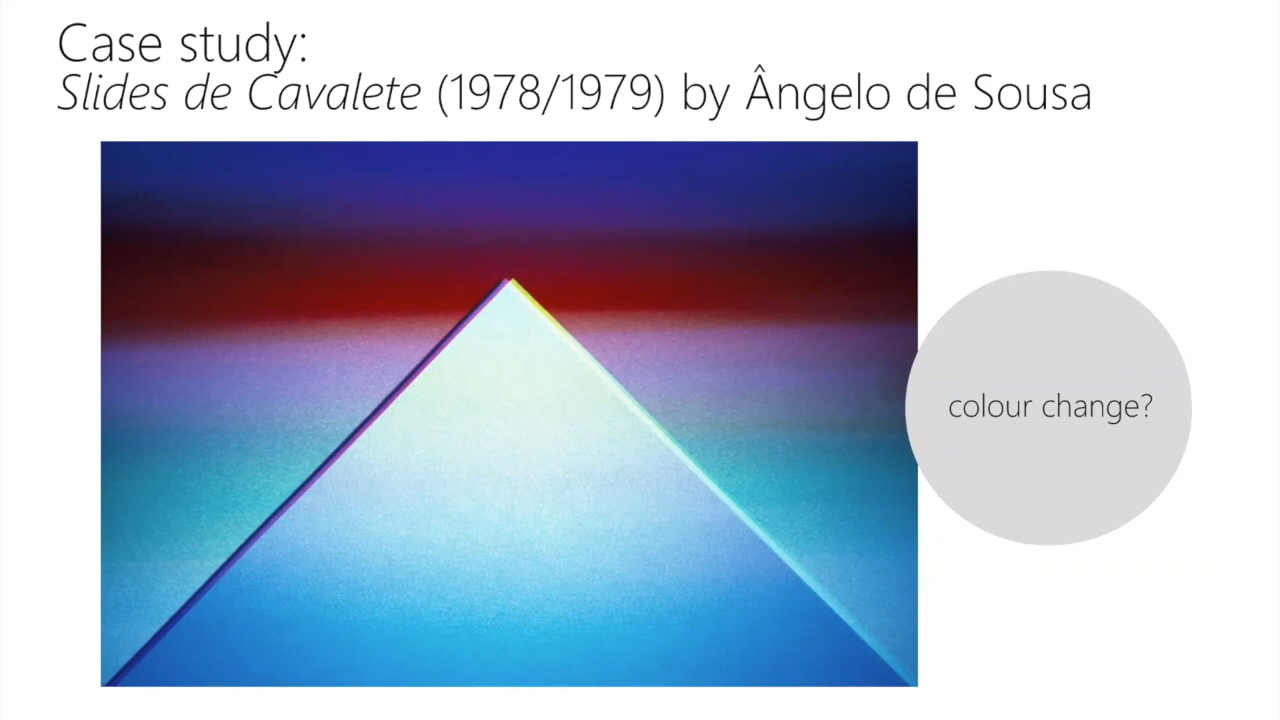 Case study:
Slides de Cavalete (1978/1979) by Ângelo de Sousa
colour change?